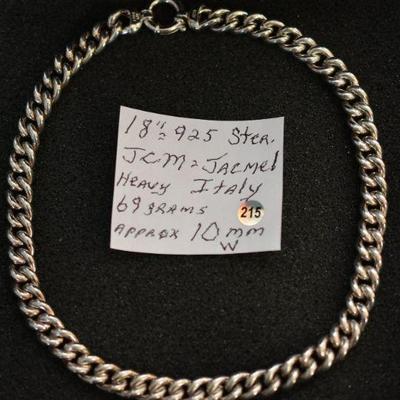 18" 925 Ster.
JCM = Jacmel
Heavy Italy
69 grams
215
approx 10 mm
W